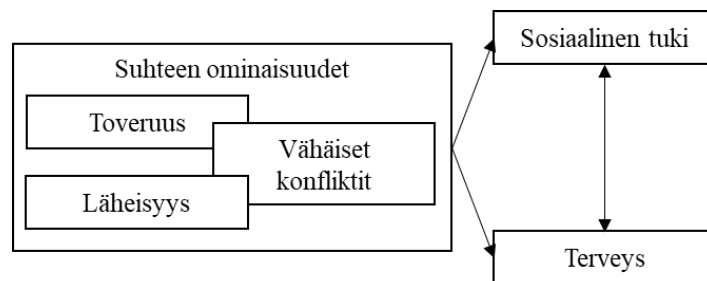 Sosiaalinen tuki
Suhteen ominaisuudet
Toveruus
Vähäiset
konfliktit
Läheisyys
Terveys